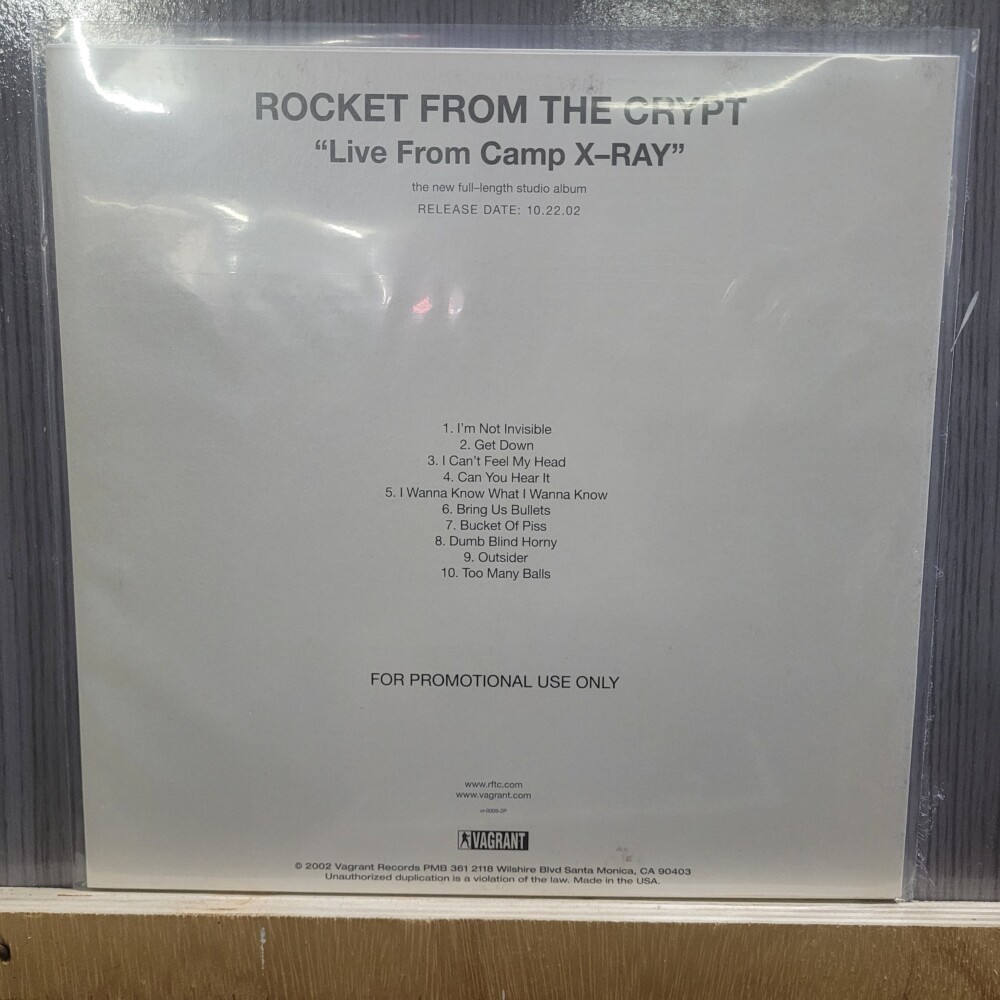 ROCKET FROM THE CRYPT
“Live From Camp X–RAY”
the new full–length studio album
RELEASE DATE: 10.22.02
1. I'm Not Invisible
2. Get Down
3. I Can't Feel My Head
4. Can You Hear It
5. I Wanna Know What I Wanna Know
6. Bring Us Bullets
7. Bucket Of Piss
8. Dumb Blind Horny
9. Outsider
10. Too Many Balls
FOR PROMOTIONAL USE ONLY
www.rftc.com
www.vagrant.com
VAGRANT
© 2002 Vagrant Records PMB 361 2118 Wilshire Blvd Santa Monica, CA 90403
Unauthorized duplication is a violation of the law. Made in the USA.